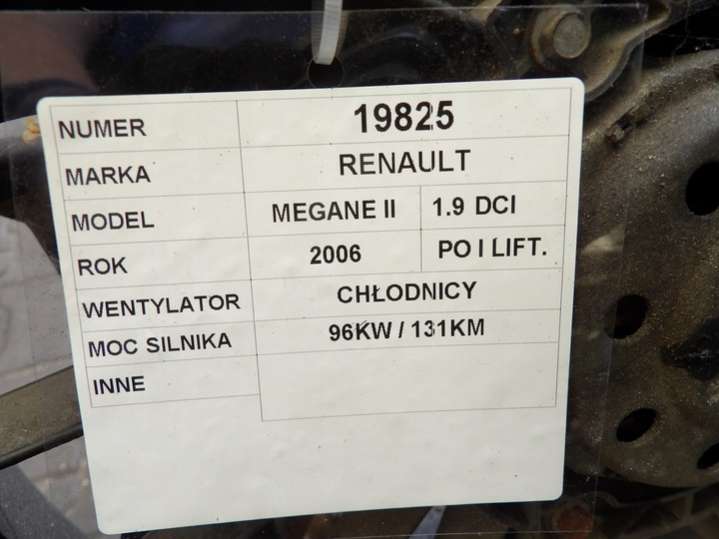 NUMER 19825
MARKA RENAULT
MODEL MEGANE II 1.9 DCI
ROK 2006 PO I LIFT.
WENTYLATOR CHŁODNICY
MOC SILNIKA 96KW / 131KM
INNE